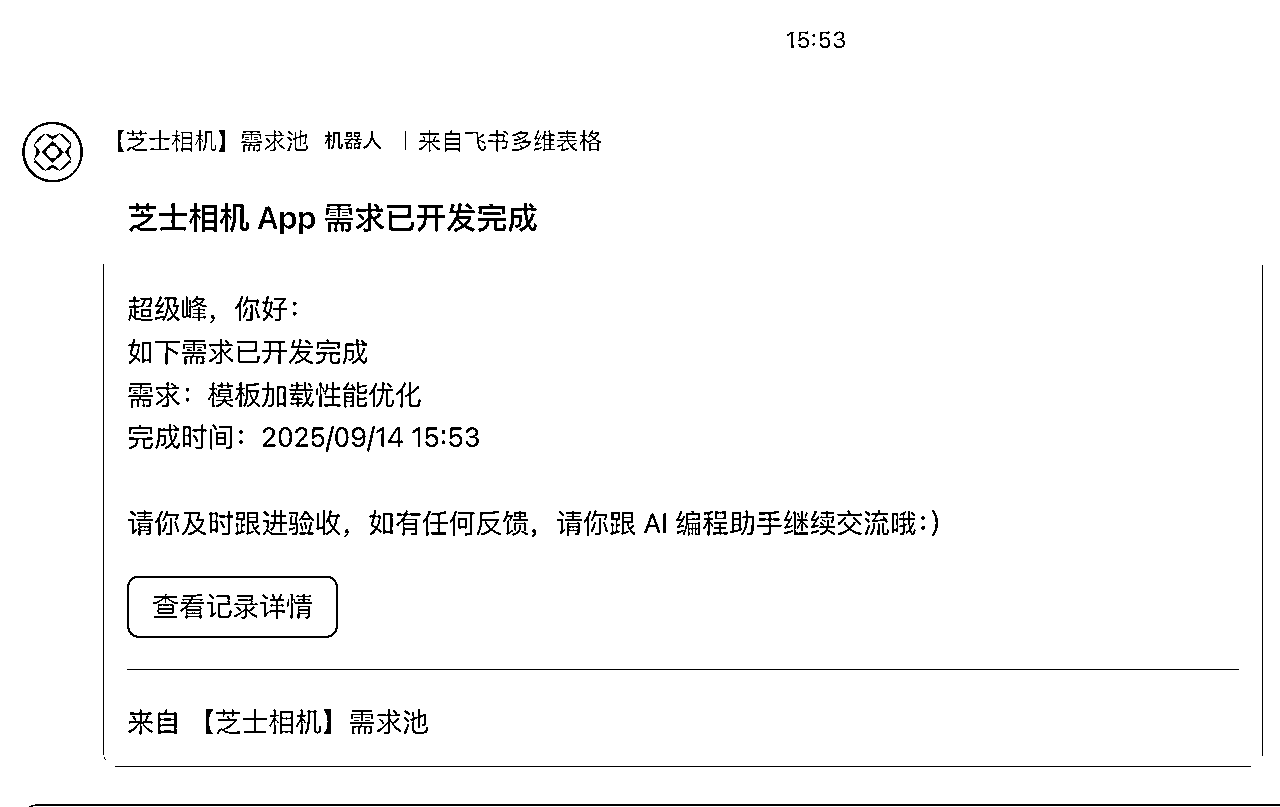 15:53
【芝士相机】需求池 机器人 | 来自飞书多维表格
芝士相机 App 需求已开发完成
超级峰，你好：
如下需求已开发完成
需求：模板加载性能优化
完成时间：2025/09/14 15:53
请你及时跟进验收，如有任何反馈，请你跟 AI 编程助手继续交流哦：）
查看记录详情
来自 【芝士相机】需求池